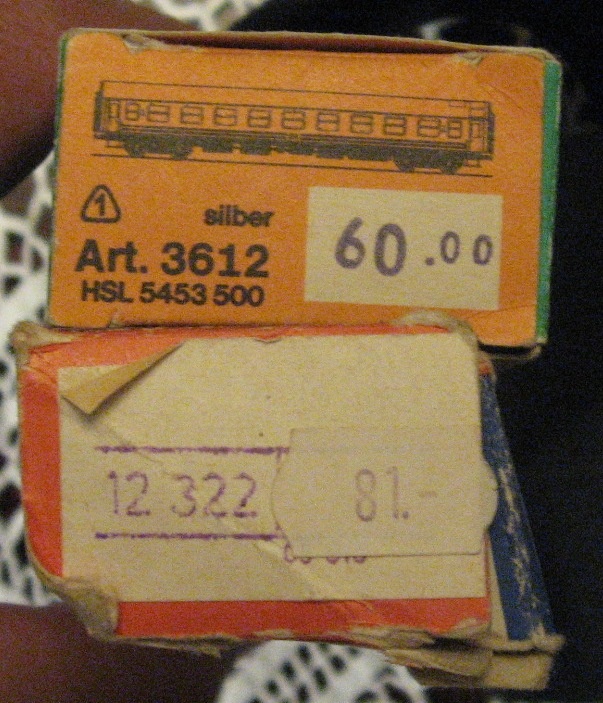 1
silber
60.00
Art. 3612
HSL 5453 500
12 322
81.-